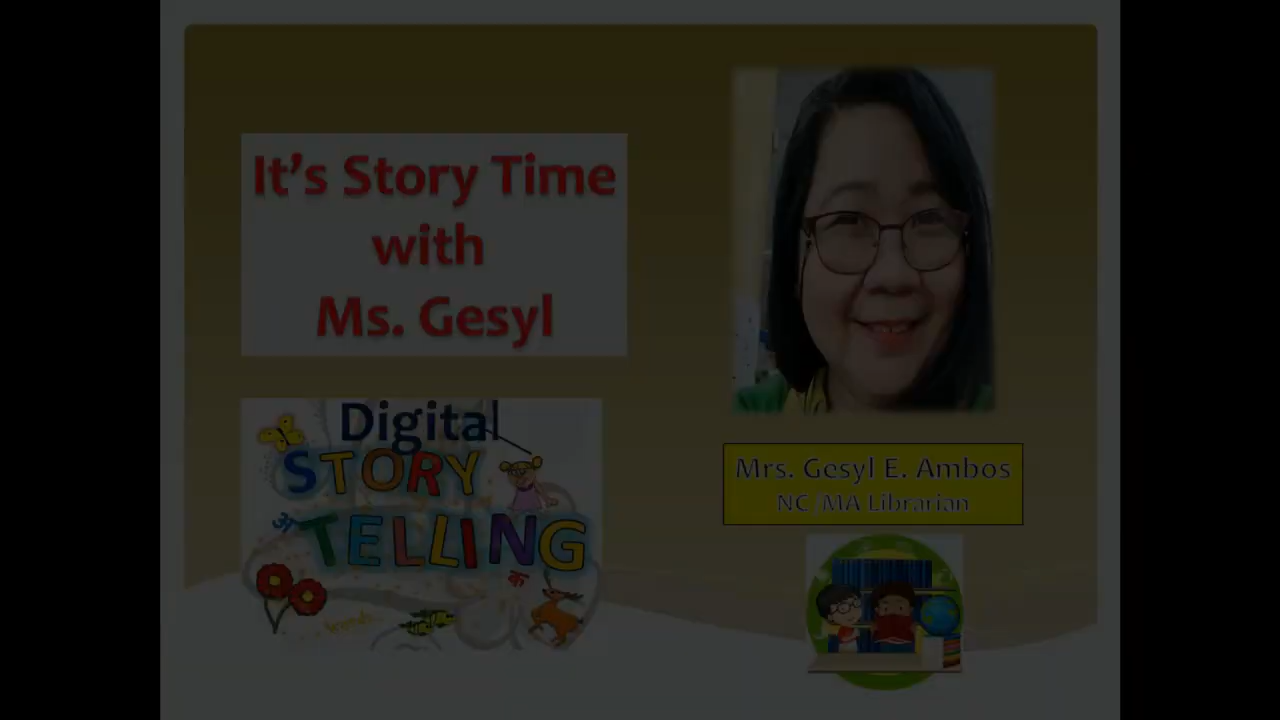 It's Story Time
with
Ms. Gesyl
Digital
STORY
TELLING
अ
क
Mrs. Gesyl E. Ambos
NC /MA Librarian